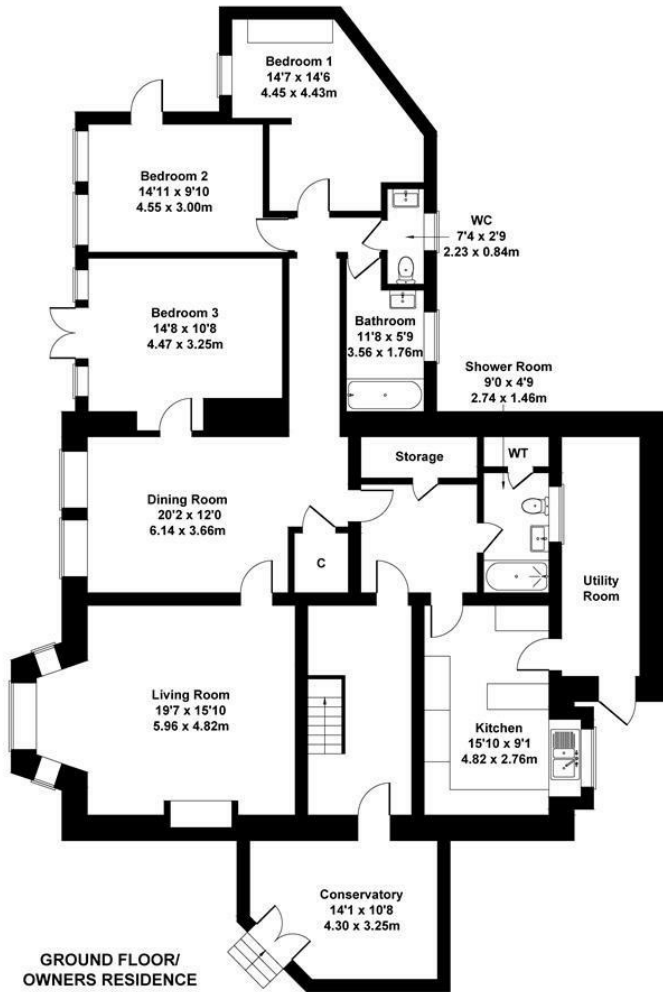 Bedroom 1
14'7 x 14'6
4.45 x 4.43m
Bedroom 2
14'11 x 9'10
4.55 x 3.00m
WC
7'4 x 2'9
2.23 x 0.84m
Bedroom 3
14'8 x 10'8
4.47 x 3.25m
Bathroom
11'8 x 5'9
3.56 x 1.76m
Shower Room
9'0 x 4'9
2.74 x 1.46m
Storage
WT
Dining Room
20'2 x 12'0
6.14 x 3.66m
C
Utility
Room
Living Room
19'7 x 15'10
5.96 x 4.82m
Kitchen
15'10 x 9'1
4.82 x 2.76m
Conservatory
14'1 x 10'8
4.30 x 3.25m
GROUND FLOOR/
OWNERS RESIDENCE